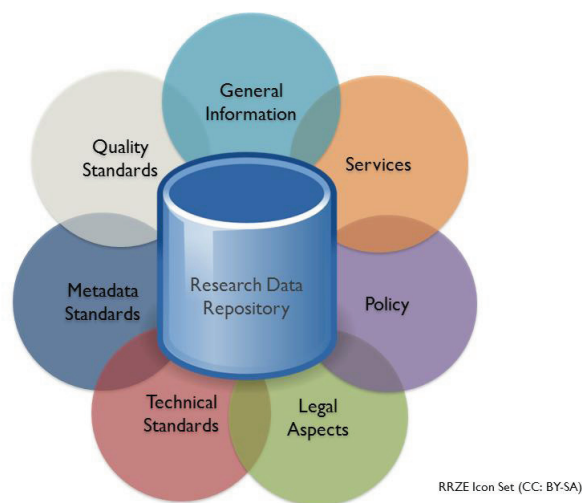 General
Information
Quality
Standards
Services
Research Data
Repository
Metadata
Standards
Policy
Technical
Standards
Legal
Aspects
RRZE Icon Set (CC: BY-SA)